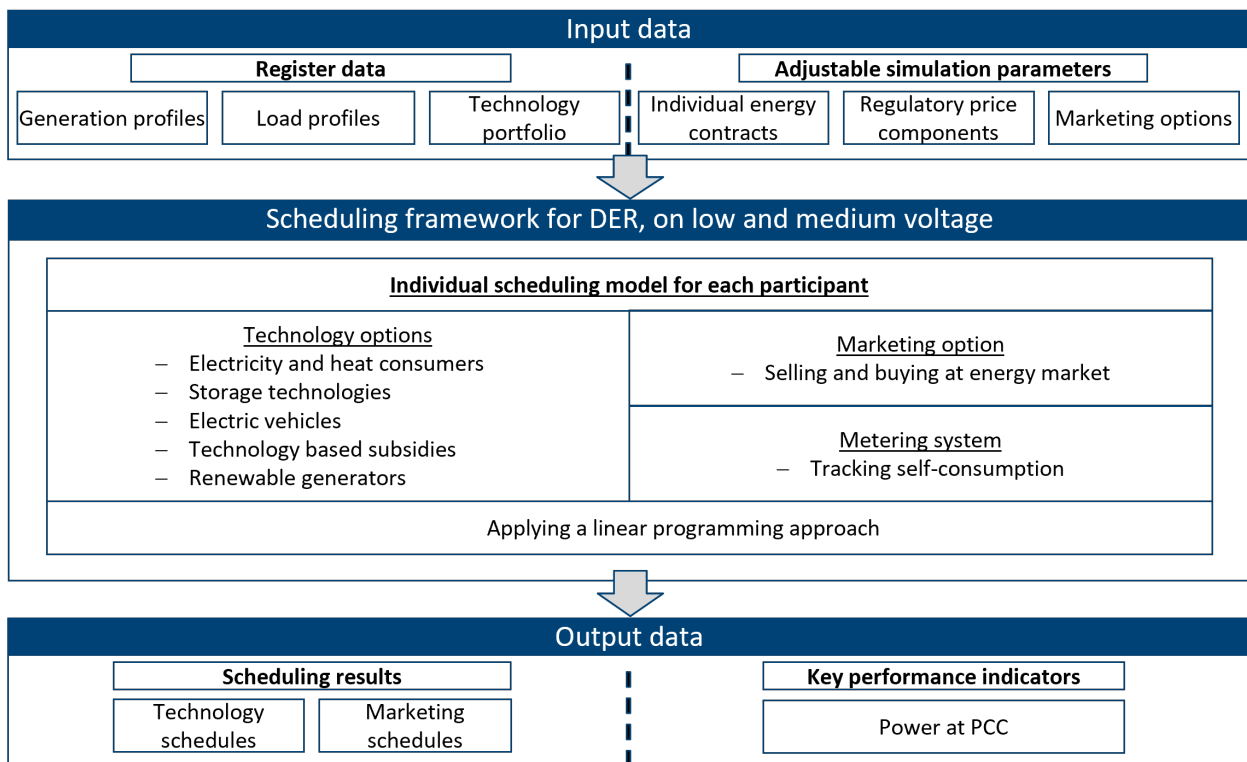 Input data
Register data
Adjustable simulation parameters
Generation profiles
Load profiles
Technology
portfolio
Individual energy
contracts
Regulatory price
components
Marketing options
Scheduling framework for DER, on low and medium voltage
Individual scheduling model for each participant
Technology options
– Electricity and heat consumers
– Storage technologies
– Electric vehicles
– Technology based subsidies
– Renewable generators
Marketing option
– Selling and buying at energy market
Metering system
– Tracking self-consumption
Applying a linear programming approach
Output data
Scheduling results
Key performance indicators
Technology
schedules
Marketing
schedules
Power at PCC